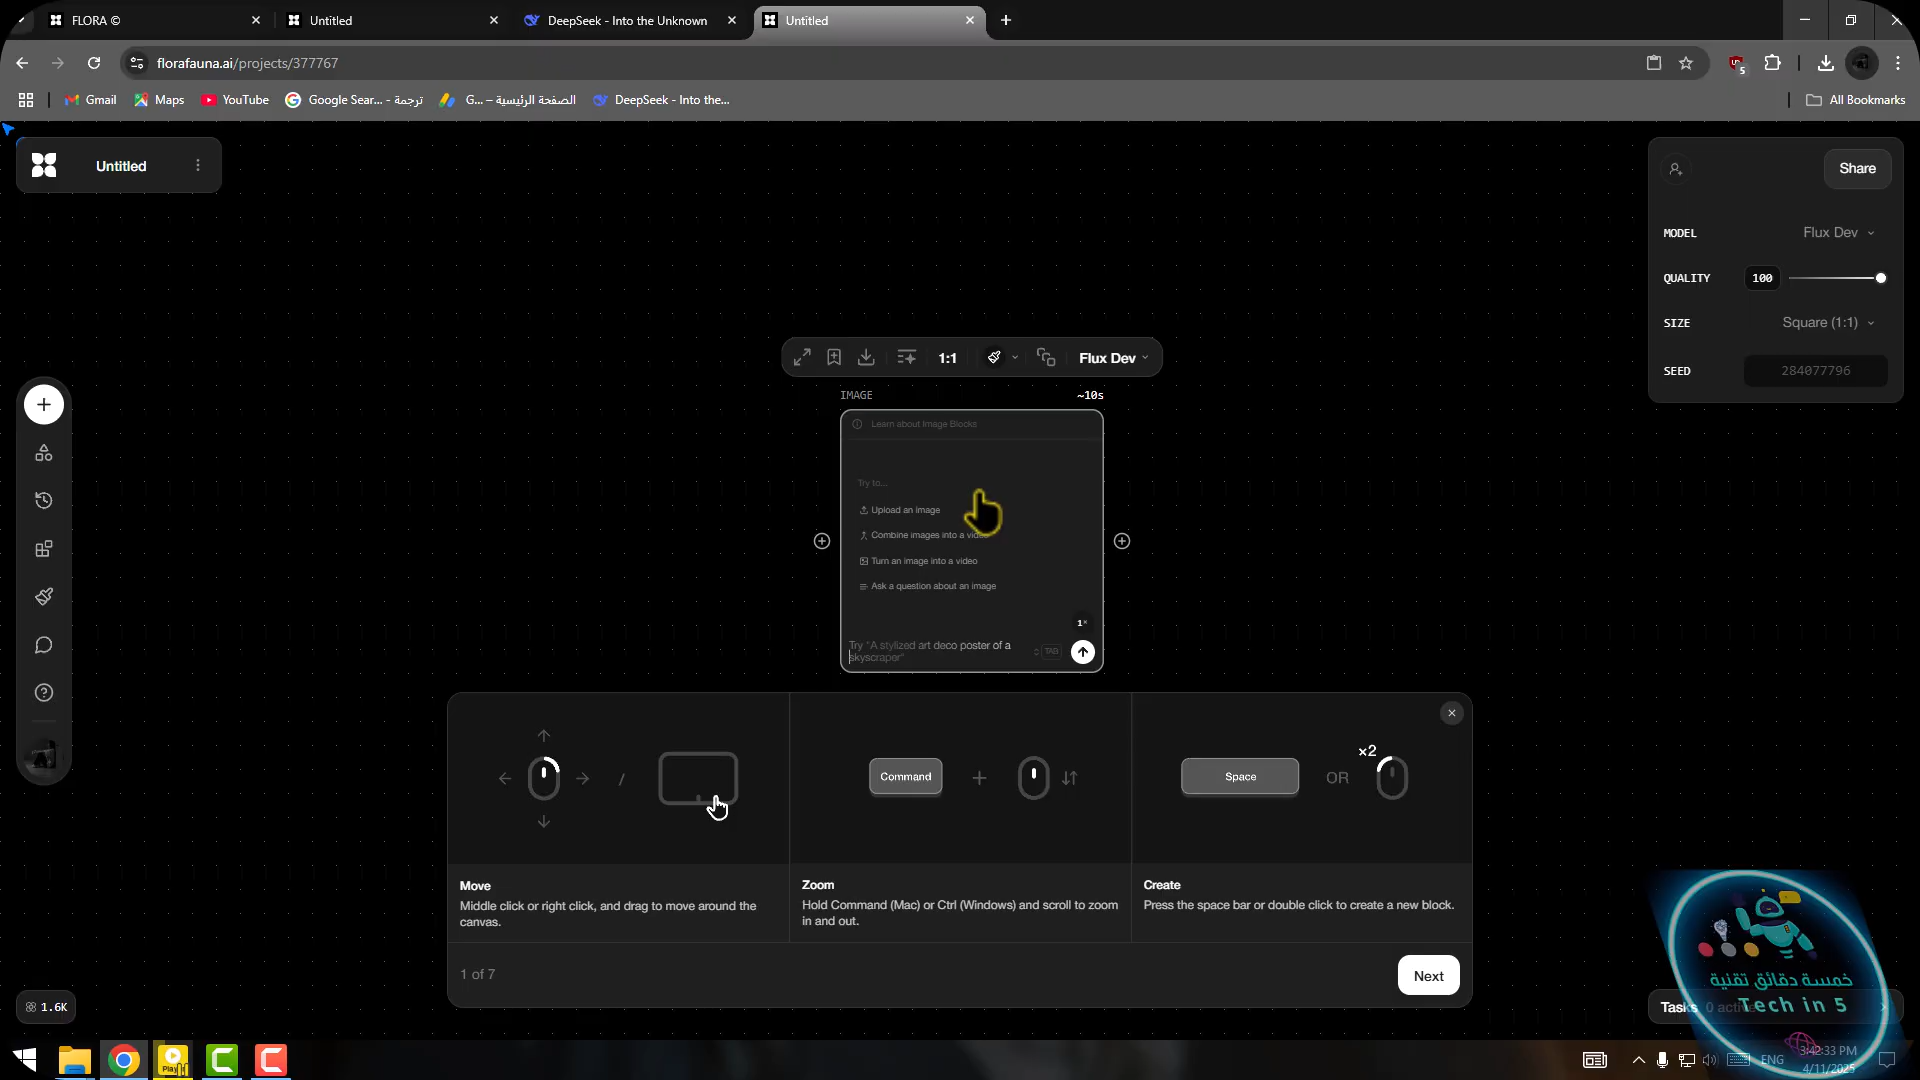 FLORA ©
Untitled
DeepSeek - Into the Unknown
Untitled
florafauna.ai/projects/377767
5
Gmail
Maps
YouTube
Google Sear... - ترجمة
G... – الصفحة الرئيسية
DeepSeek - Into the...
All Bookmarks
Untitled
Share
MODEL
Flux Dev
QUALITY
100
SIZE
Square (1:1)
SEED
284077796
1:1
Flux Dev
IMAGE
~10s
Learn about Image Blocks
Try to...
Upload an image
Combine images into a video
Turn an image into a video
Ask a question about an image
1×
Try "A stylized art deco poster of a
skyscraper"
TAB
Command
Space
OR
×2
Move
Middle click or right click, and drag to move around the
canvas.
Zoom
Hold Command (Mac) or Ctrl (Windows) and scroll to zoom
in and out.
Create
Press the space bar or double click to create a new block.
1 of 7
Next
1.6K
خمسة دقائق تقنية
Tasks 0 active
Tech in 5
Play
ENG
3:42:33 PM
4/11/2025